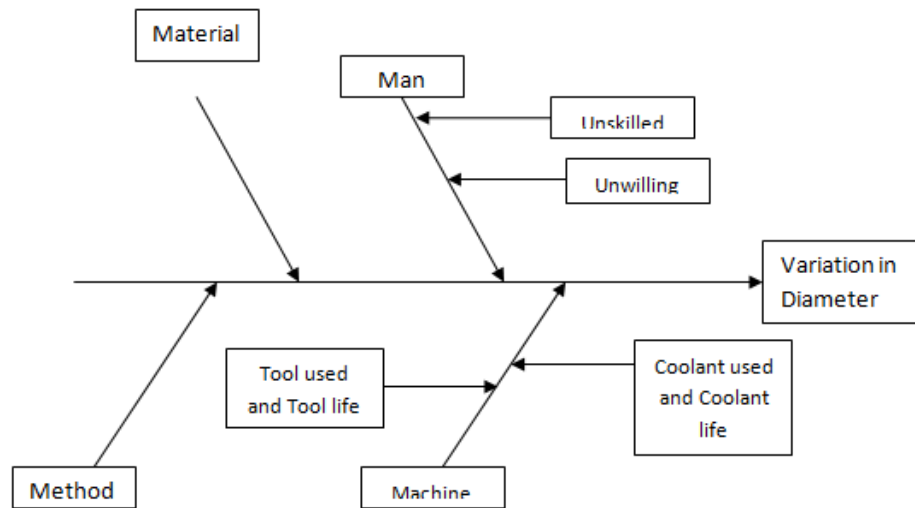 Material
Man
Unskilled
Unwilling
Variation in
Diameter
Tool used
and Tool life
Coolant used
and Coolant
life
Method
Machine